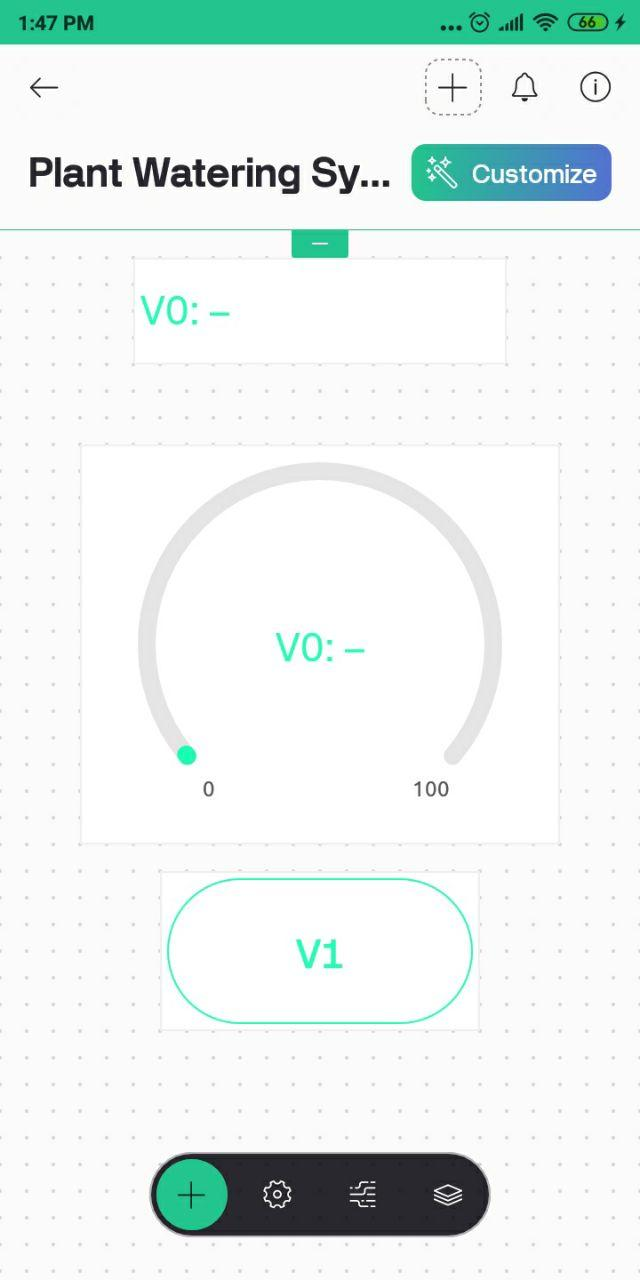 1:47 PM
66
Plant Watering Sy...
Customize
V0: –
V0: –
0
100
V1